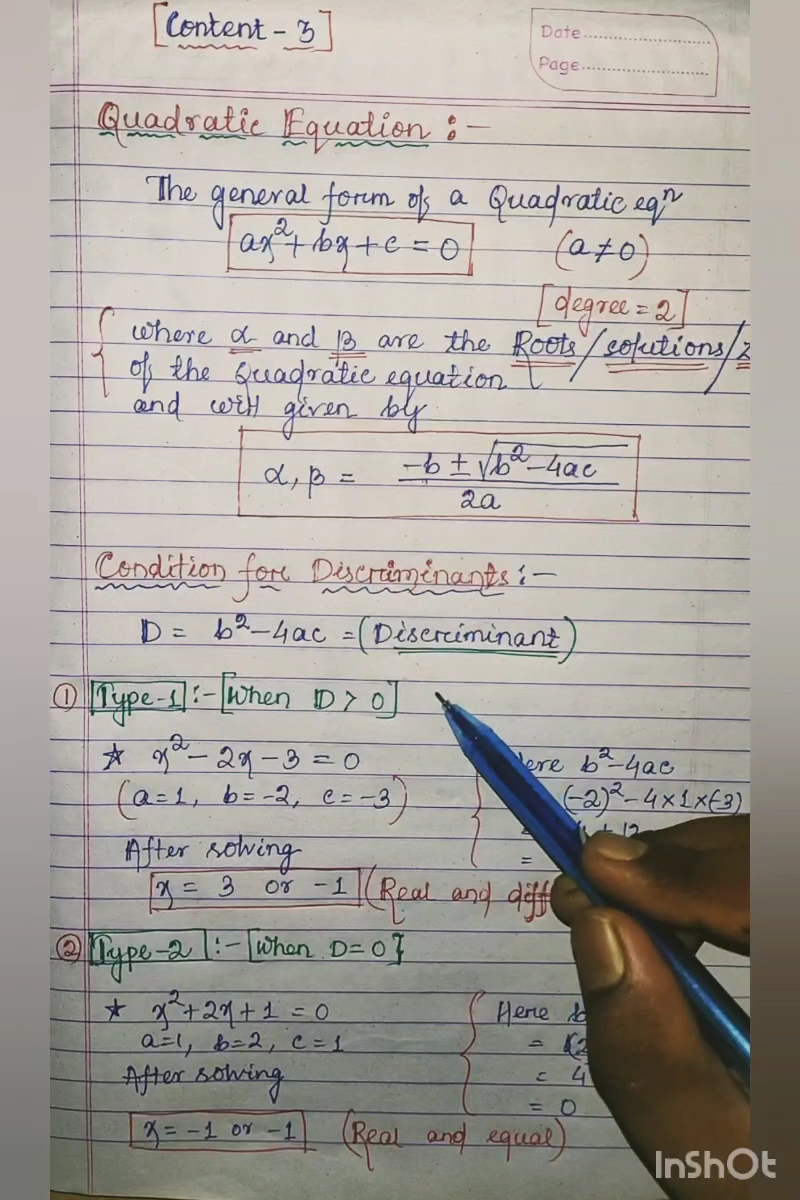 [Content - 3]
Date
Page
Quadratic Equation :-
The general form of a Quadratic eqⁿ
ax² + bx + c = 0 (a ≠ 0)
[degree = 2]
where α and β are the Roots / solutions /
of the Quadratic equation
and will given by
α, β = -b ± √b² - 4ac / 2a
Condition for Discriminants :-
D = b² - 4ac = (Discriminant)
① Type-1 :- [When D > 0]
☆ x² - 2x - 3 = 0
b² - 4ac
(a = 1, b = -2, c = -3)
(-2)² - 4 × 1 × (-3)
After solving
=
x = 3 or -1 (Real and
② Type-2 :- [When D = 0]
☆ x² + 2x + 1 = 0 Here
a = 1, b = 2, c = 1
=
After solving = 4
= 0
x = -1 or -1 (Real and equal)
InShOt